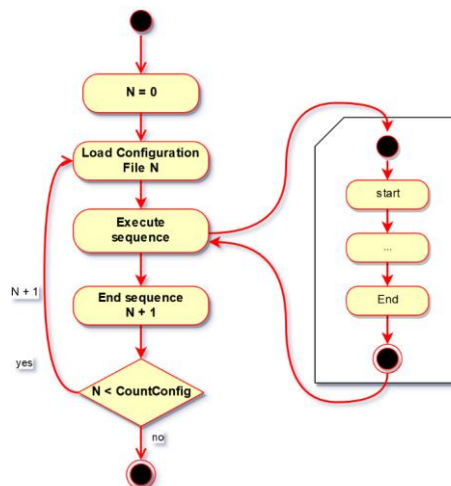 N = 0
Load Configuration
File N
Execute
sequence
End sequence
N + 1
N < CountConfig
N + 1
yes
no
start
...
End